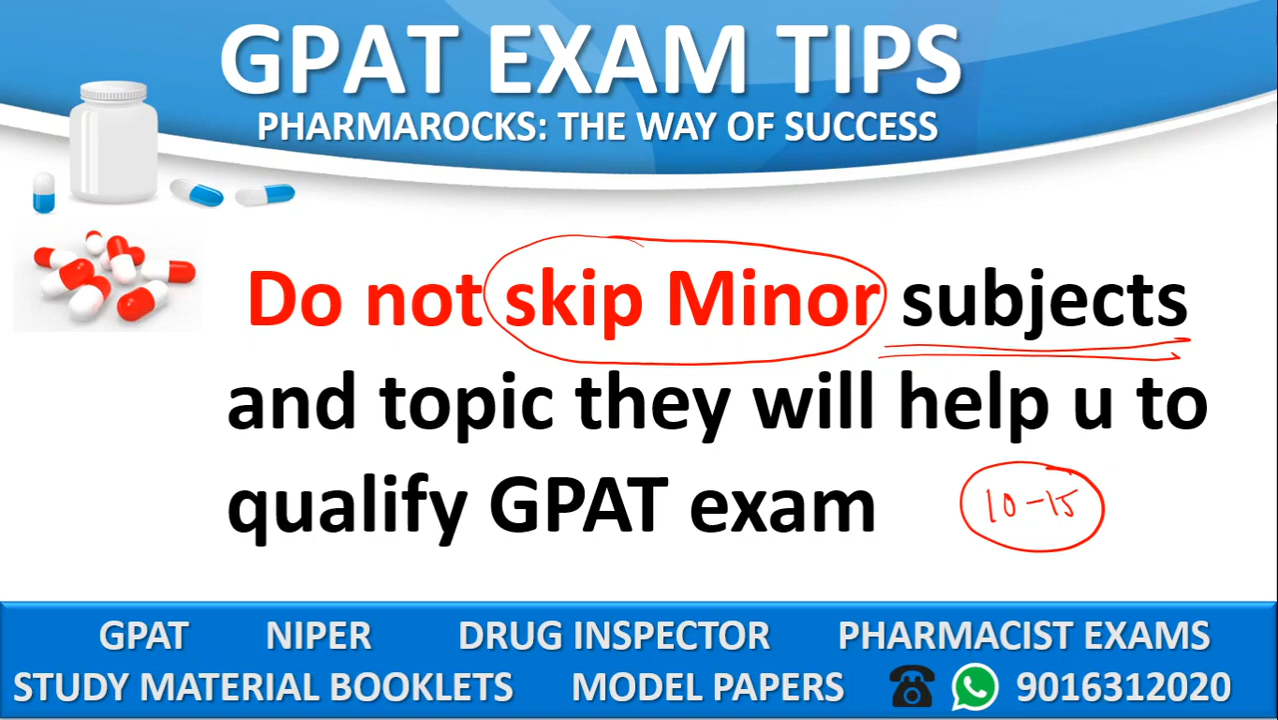 GPAT EXAM TIPS
PHARMAROCKS: THE WAY OF SUCCESS
Do not skip Minor subjects
and topic they will help u to
qualify GPAT exam
10-15
GPAT NIPER DRUG INSPECTOR PHARMACIST EXAMS
STUDY MATERIAL BOOKLETS MODEL PAPERS 9016312020